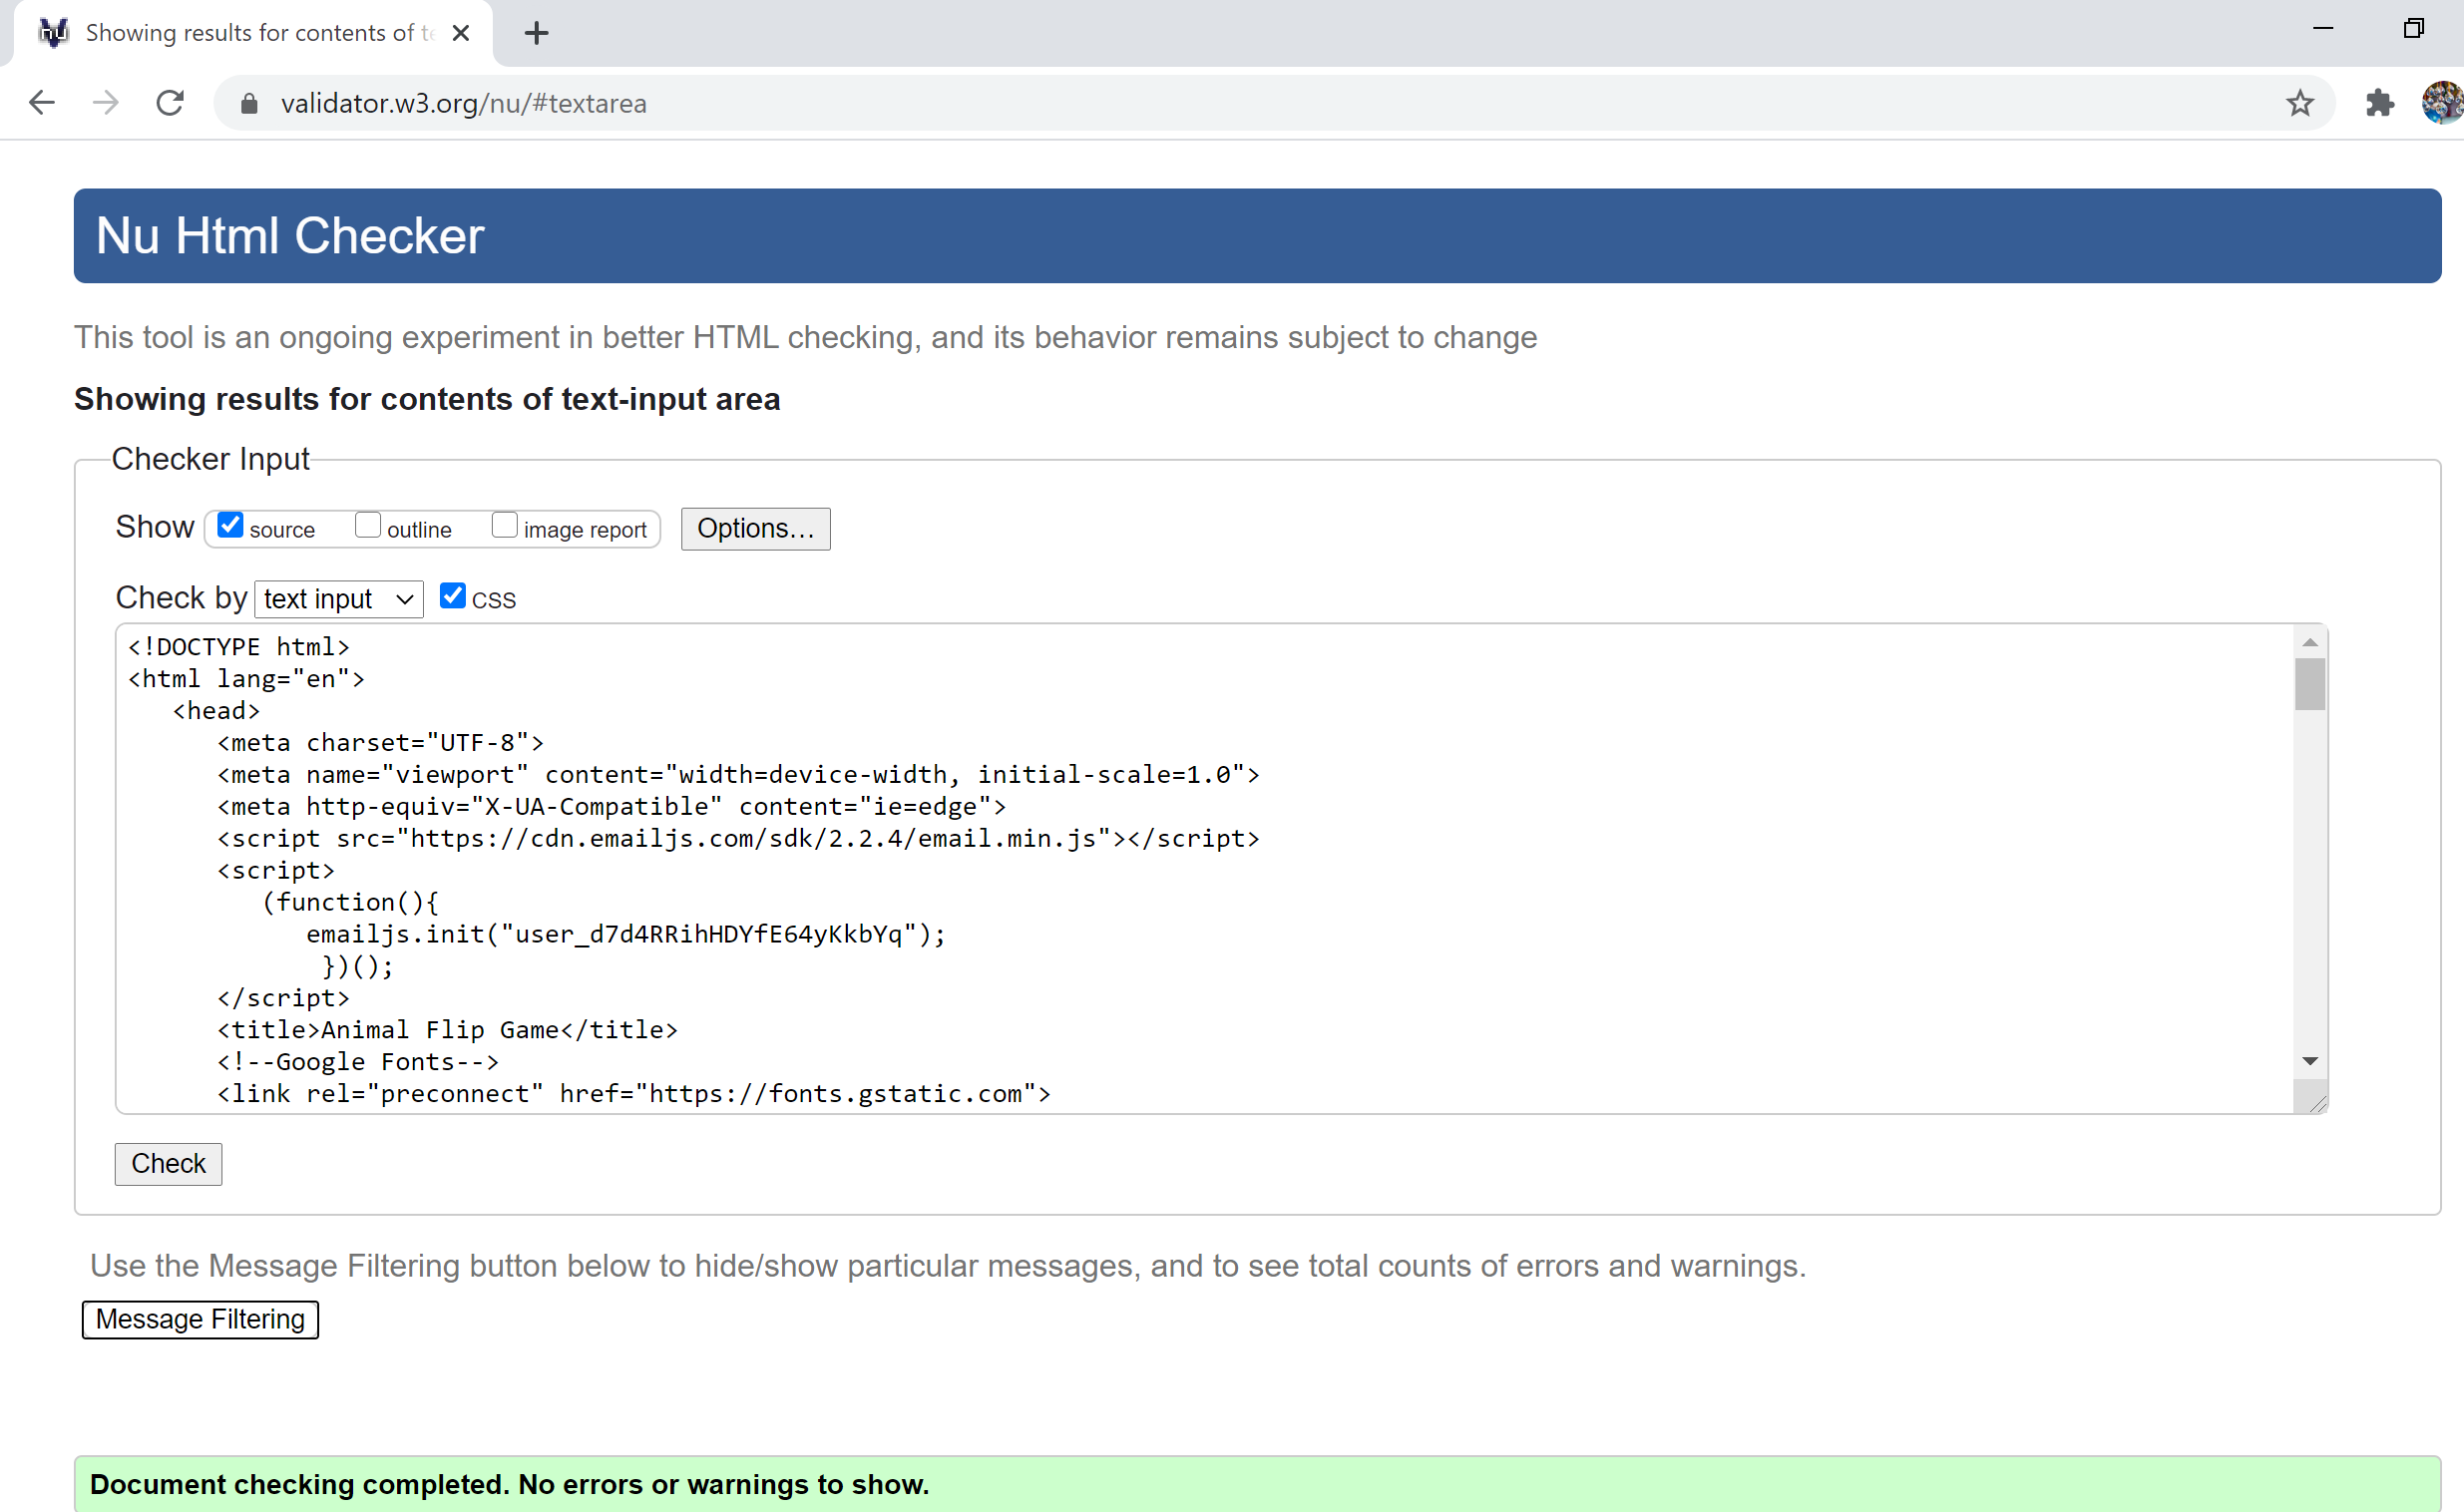 Showing results for contents of te
validator.w3.org/nu/#textarea
Nu Html Checker
This tool is an ongoing experiment in better HTML checking, and its behavior remains subject to change
Showing results for contents of text-input area
Checker Input
Show source outline image report Options...
Check by text input CSS
<!DOCTYPE html>
<html lang="en">
<head>
<meta charset="UTF-8">
<meta name="viewport" content="width=device-width, initial-scale=1.0">
<meta http-equiv="X-UA-Compatible" content="ie=edge">
<script src="https://cdn.emailjs.com/sdk/2.2.4/email.min.js"></script>
<script>
(function(){
emailjs.init("user_d7d4RRihHDYfE64yKkbYq");
})();
</script>
<title>Animal Flip Game</title>
<!--Google Fonts-->
<link rel="preconnect" href="https://fonts.gstatic.com">
Check
Use the Message Filtering button below to hide/show particular messages, and to see total counts of errors and warnings.
Message Filtering
Document checking completed. No errors or warnings to show.